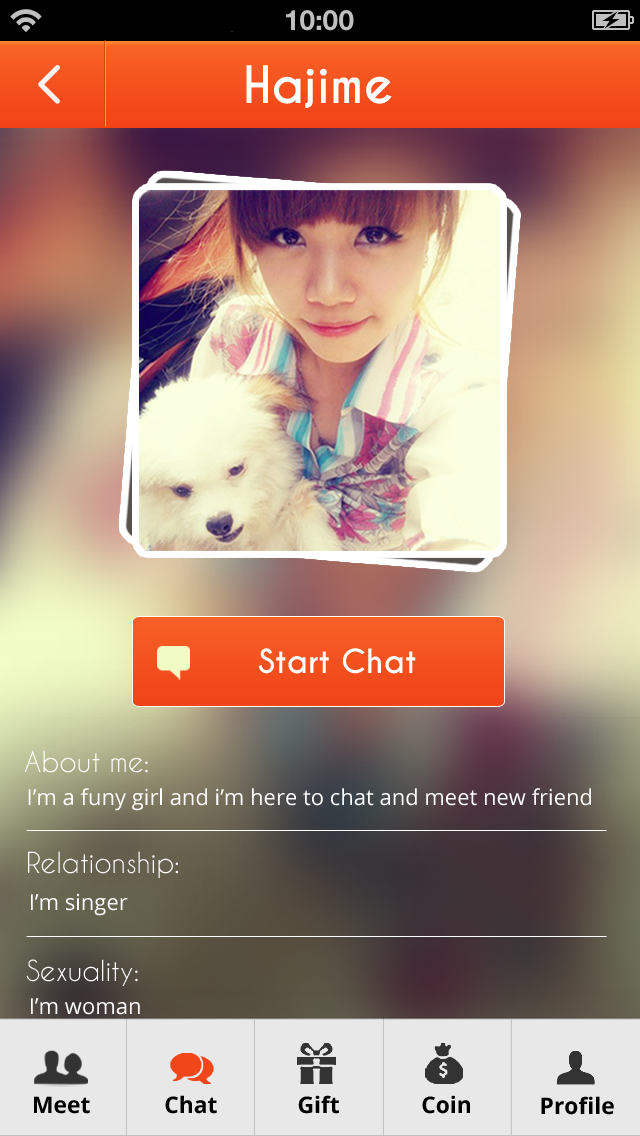 10:00
Hajime
Start Chat
About me:
I'm a funy girl and i'm here to chat and meet new friend
Relationship:
I'm singer
Sexuality:
I'm woman
Meet
Chat
Gift
$
Coin
Profile